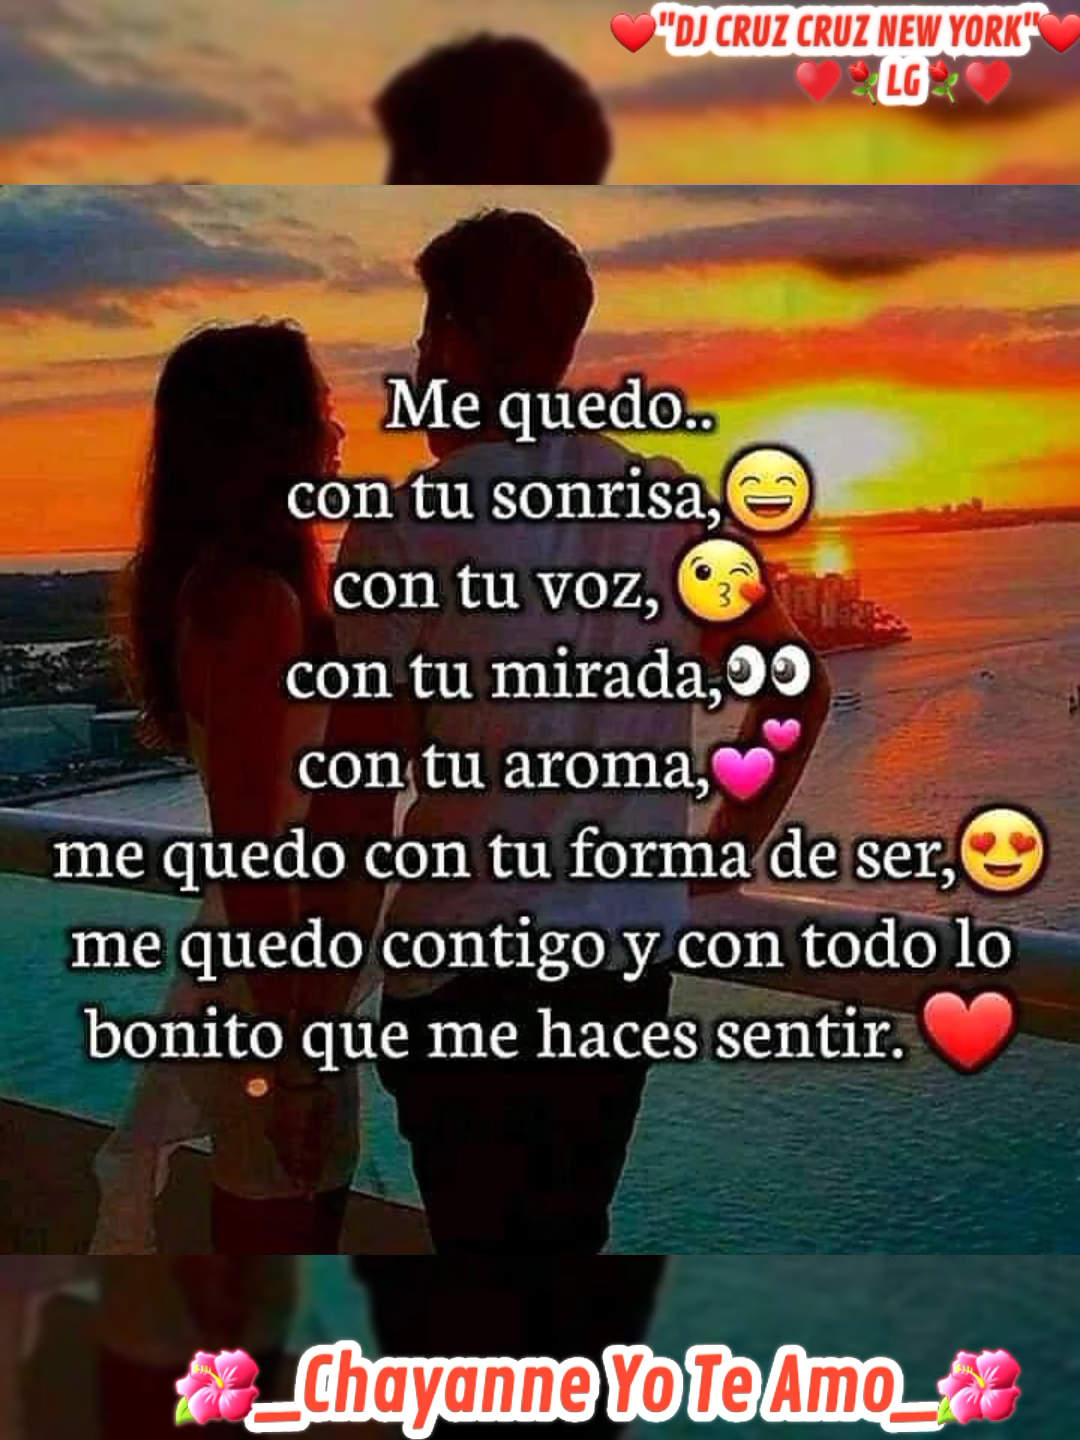 ❤️"DJ CRUZ CRUZ NEW YORK"❤️
♥️🌹LG🌹♥️
Me quedo..
con tu sonrisa,😄
con tu voz, 😘
con tu mirada,👀
con tu aroma,💕
me quedo con tu forma de ser,😍
me quedo contigo y con todo lo
bonito que me haces sentir. ❤️
🌺_Chayanne Yo Te Amo_🌺